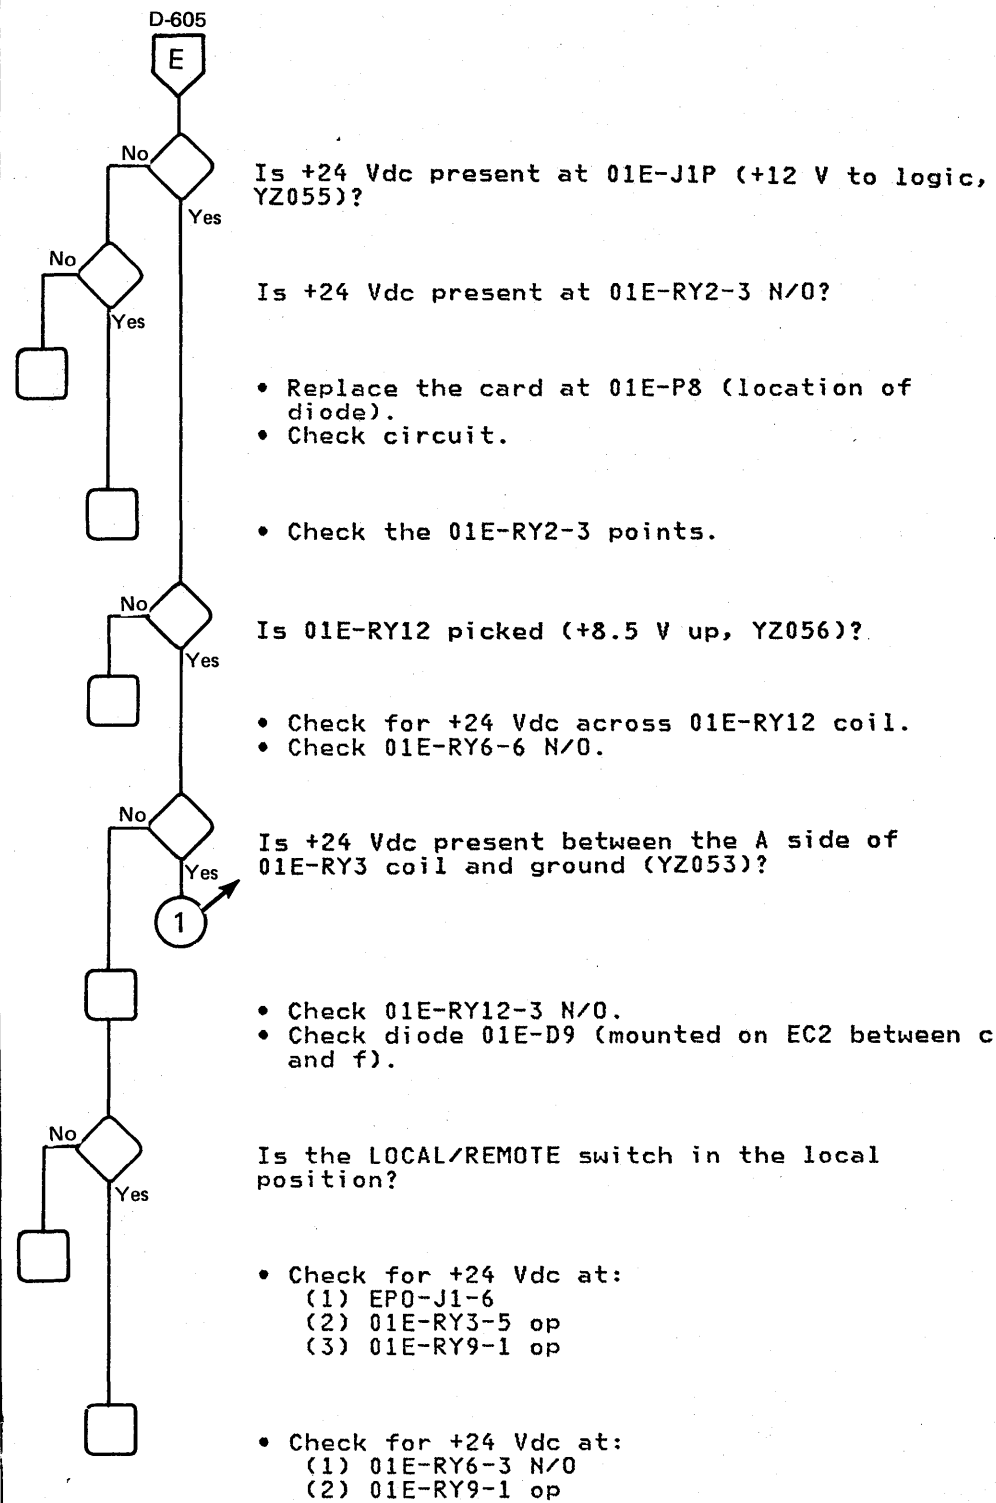 D-605
E
No
Is +24 Vdc present at 01E-J1P (+12 V to logic,
YZ055)?
Yes
No
Is +24 Vdc present at 01E-RY2-3 N/O?
Yes
• Replace the card at 01E-P8 (location of
diode).
• Check circuit.
• Check the 01E-RY2-3 points.
No
Is 01E-RY12 picked (+8.5 V up, YZ056)?
Yes
• Check for +24 Vdc across 01E-RY12 coil.
• Check 01E-RY6-6 N/O.
No
Is +24 Vdc present between the A side of
01E-RY3 coil and ground (YZ053)?
Yes
1
• Check 01E-RY12-3 N/O.
• Check diode 01E-D9 (mounted on EC2 between c
and f).
No
Is the LOCAL/REMOTE switch in the local
position?
Yes
• Check for +24 Vdc at:
(1) EPO-J1-6
(2) 01E-RY3-5 op
(3) 01E-RY9-1 op
• Check for +24 Vdc at:
(1) 01E-RY6-3 N/O
(2) 01E-RY9-1 op